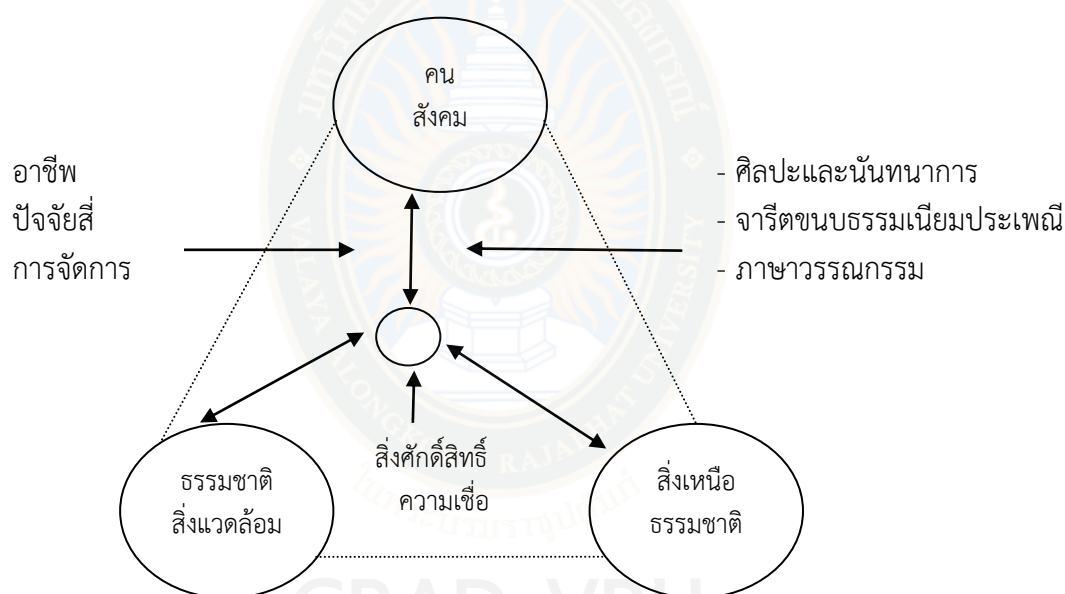 คน
สังคม
อาชีพ
ปัจจัยสี่
การจัดการ
- ศิลปะและนันทนาการ
- จารีตขนบธรรมเนียมประเพณี
- ภาษาวรรณกรรม
สิ่งศักดิ์สิทธิ์
ความเชื่อ
ธรรมชาติ
สิ่งแวดล้อม
สิ่งเหนือ
ธรรมชาติ